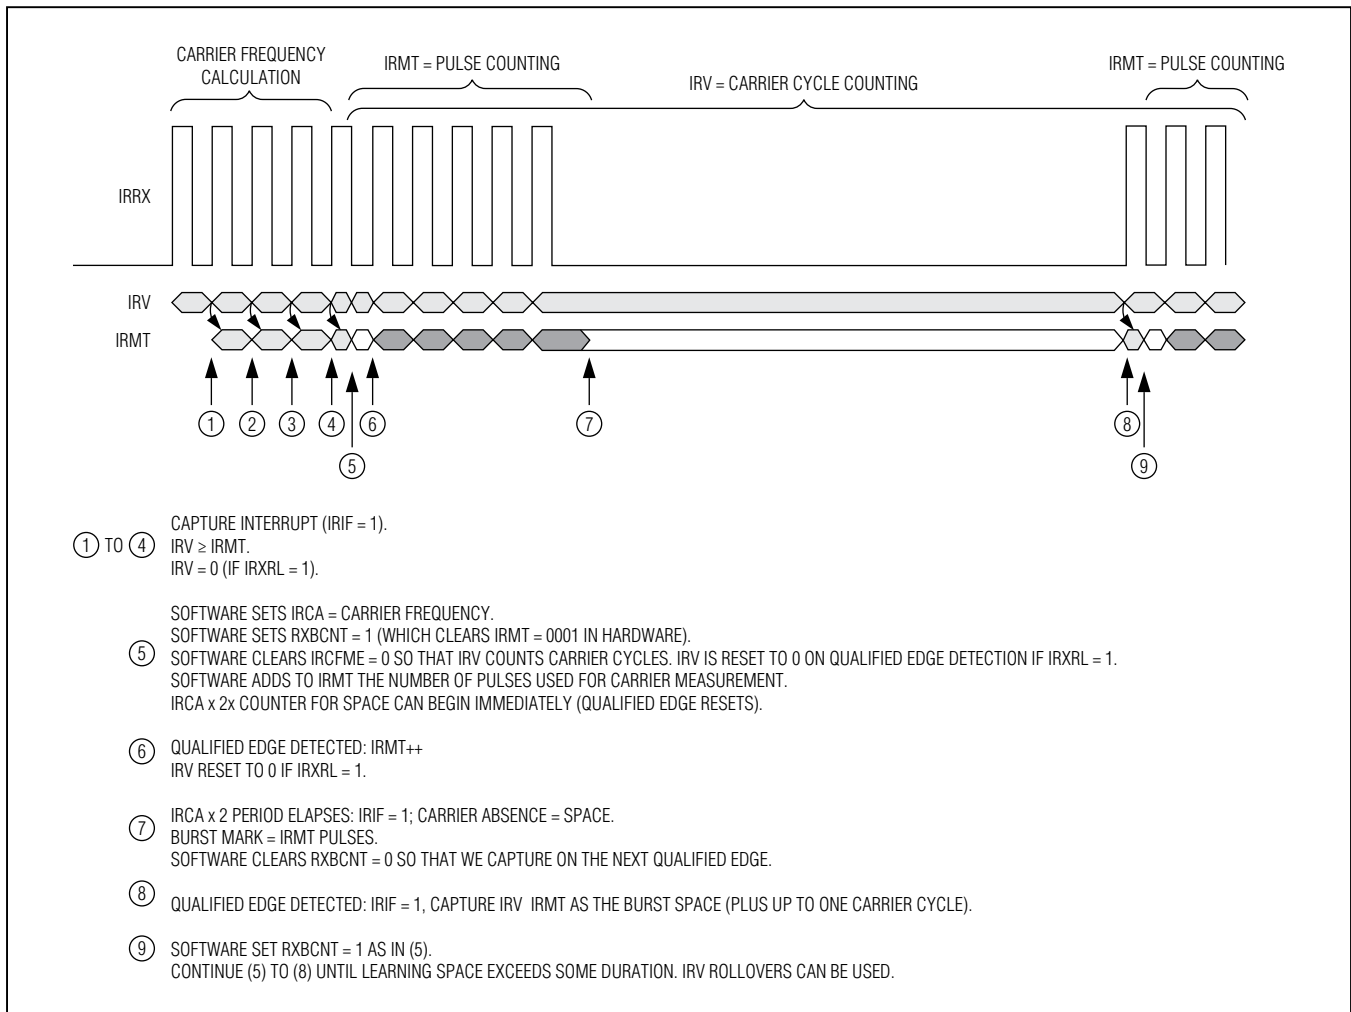 CARRIER FREQUENCY
CALCULATION
IRMT = PULSE COUNTING
IRV = CARRIER CYCLE COUNTING
IRMT = PULSE COUNTING
IRRX
IRV
IRMT
1
2
3
4
5
6
7
8
9
1 TO 4
CAPTURE INTERRUPT (IRIF = 1).
IRV ≥ IRMT.
IRV = 0 (IF IRXRL = 1).
5
SOFTWARE SETS IRCA = CARRIER FREQUENCY.
SOFTWARE SETS RXBCNT = 1 (WHICH CLEARS IRMT = 0001 IN HARDWARE).
SOFTWARE CLEARS IRCFME = 0 SO THAT IRV COUNTS CARRIER CYCLES. IRV IS RESET TO 0 ON QUALIFIED EDGE DETECTION IF IRXRL = 1.
SOFTWARE ADDS TO IRMT THE NUMBER OF PULSES USED FOR CARRIER MEASUREMENT.
IRCA x 2x COUNTER FOR SPACE CAN BEGIN IMMEDIATELY (QUALIFIED EDGE RESETS).
6
QUALIFIED EDGE DETECTED: IRMT++
IRV RESET TO 0 IF IRXRL = 1.
7
IRCA x 2 PERIOD ELAPSES: IRIF = 1; CARRIER ABSENCE = SPACE.
BURST MARK = IRMT PULSES.
SOFTWARE CLEARS RXBCNT = 0 SO THAT WE CAPTURE ON THE NEXT QUALIFIED EDGE.
8
QUALIFIED EDGE DETECTED: IRIF = 1, CAPTURE IRV IRMT AS THE BURST SPACE (PLUS UP TO ONE CARRIER CYCLE).
9
SOFTWARE SET RXBCNT = 1 AS IN (5).
CONTINUE (5) TO (8) UNTIL LEARNING SPACE EXCEEDS SOME DURATION. IRV ROLLOVERS CAN BE USED.